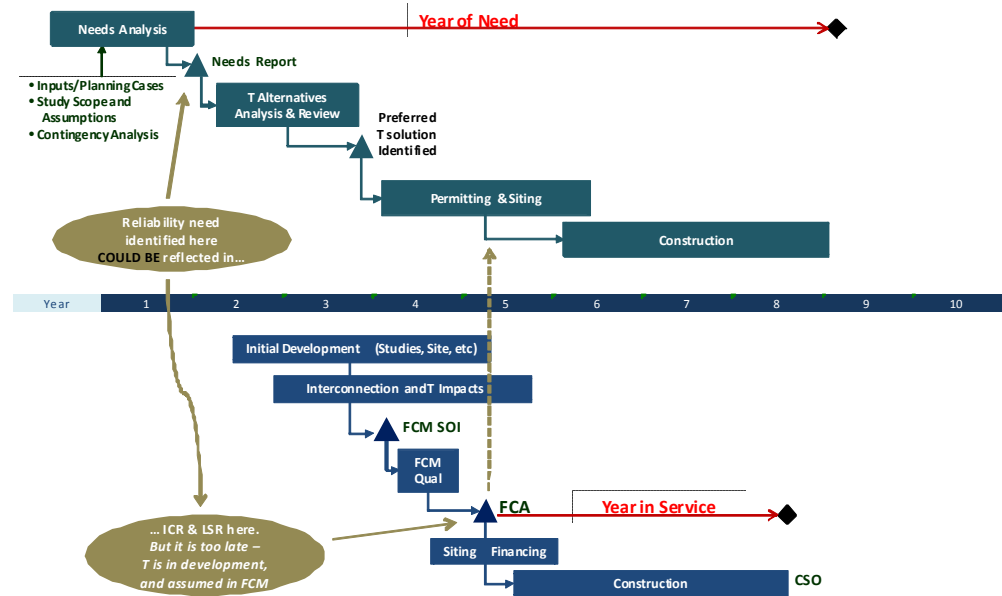 Needs Analysis
Year of Need
Needs Report
• Inputs/Planning Cases
• Study Scope and
Assumptions
• Contingency Analysis
T Alternatives
Analysis & Review
Preferred
T solution
Identified
Permitting & Siting
Reliability need
identified here
COULD BE reflected in...
Construction
Year 1 2 3 4 5 6 7 8 9 10
Initial Development (Studies, Site, etc)
Interconnection and T Impacts
FCM SOI
FCM
Qual
FCA
Year in Service
... ICR & LSR here.
But it is too late –
T is in development,
and assumed in FCM
Siting Financing
Construction
CSO